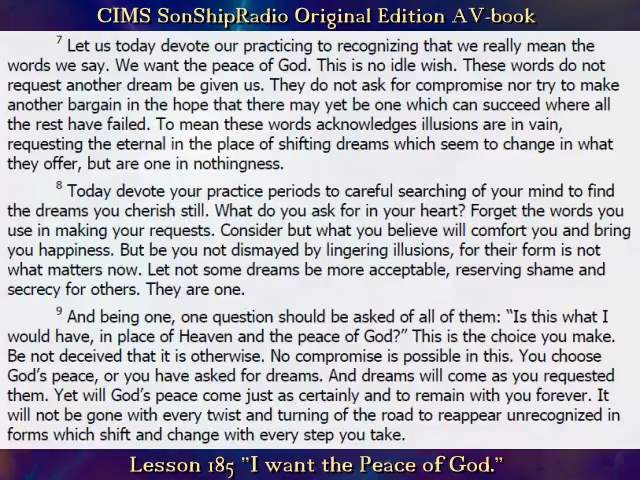 CIMS SonShipRadio Original Edition AV-book
7 Let us today devote our practicing to recognizing that we really mean the
words we say. We want the peace of God. This is no idle wish. These words do not
request another dream be given us. They do not ask for compromise nor try to make
another bargain in the hope that there may yet be one which can succeed where all
the rest have failed. To mean these words acknowledges illusions are in vain,
requesting the eternal in the place of shifting dreams which seem to change in what
they offer, but are one in nothingness.
8 Today devote your practice periods to careful searching of your mind to find
the dreams you cherish still. What do you ask for in your heart? Forget the words you
use in making your requests. Consider but what you believe will comfort you and bring
you happiness. But be you not dismayed by lingering illusions, for their form is not
what matters now. Let not some dreams be more acceptable, reserving shame and
secrecy for others. They are one.
9 And being one, one question should be asked of all of them: “Is this what I
would have, in place of Heaven and the peace of God?” This is the choice you make.
Be not deceived that it is otherwise. No compromise is possible in this. You choose
God’s peace, or you have asked for dreams. And dreams will come as you requested
them. Yet will God’s peace come just as certainly and to remain with you forever. It
will not be gone with every twist and turning of the road to reappear unrecognized in
forms which shift and change with every step you take.
Lesson 185 "I want the Peace of God."